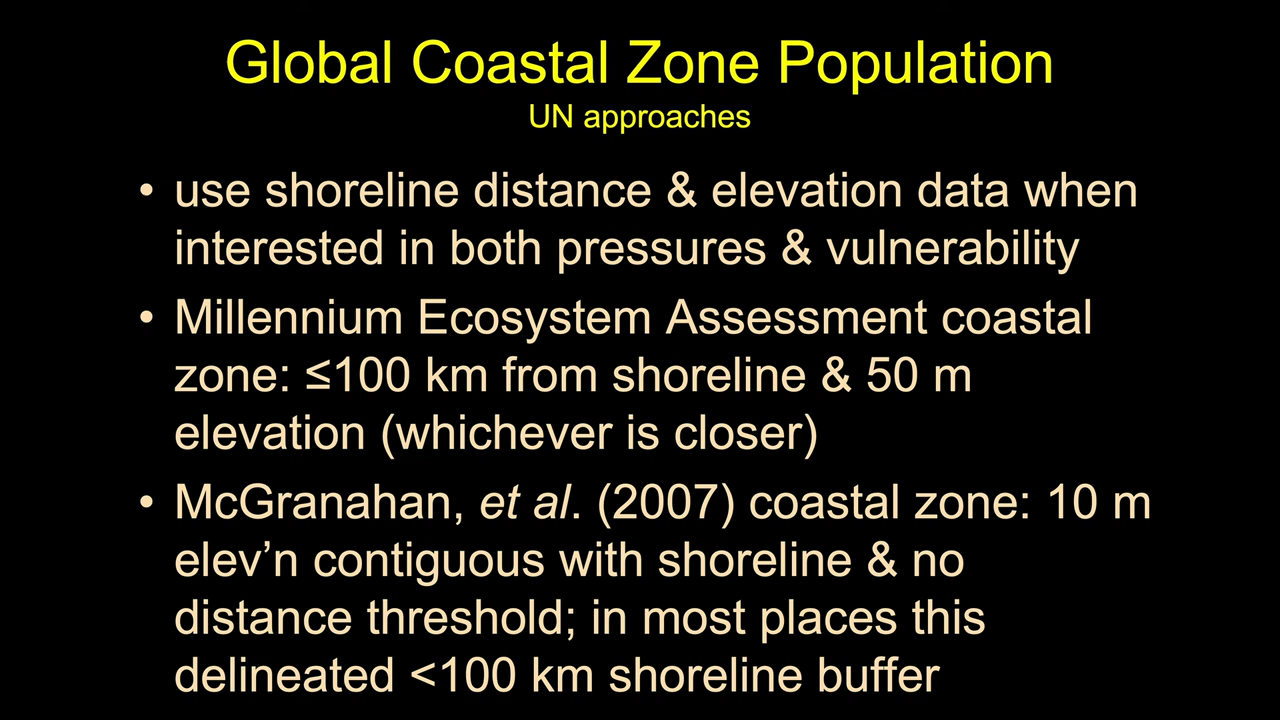 Global Coastal Zone Population
UN approaches
• use shoreline distance & elevation data when
interested in both pressures & vulnerability
• Millennium Ecosystem Assessment coastal
zone: ≤100 km from shoreline & 50 m
elevation (whichever is closer)
• McGranahan, et al. (2007) coastal zone: 10 m
elev’n contiguous with shoreline & no
distance threshold; in most places this
delineated <100 km shoreline buffer